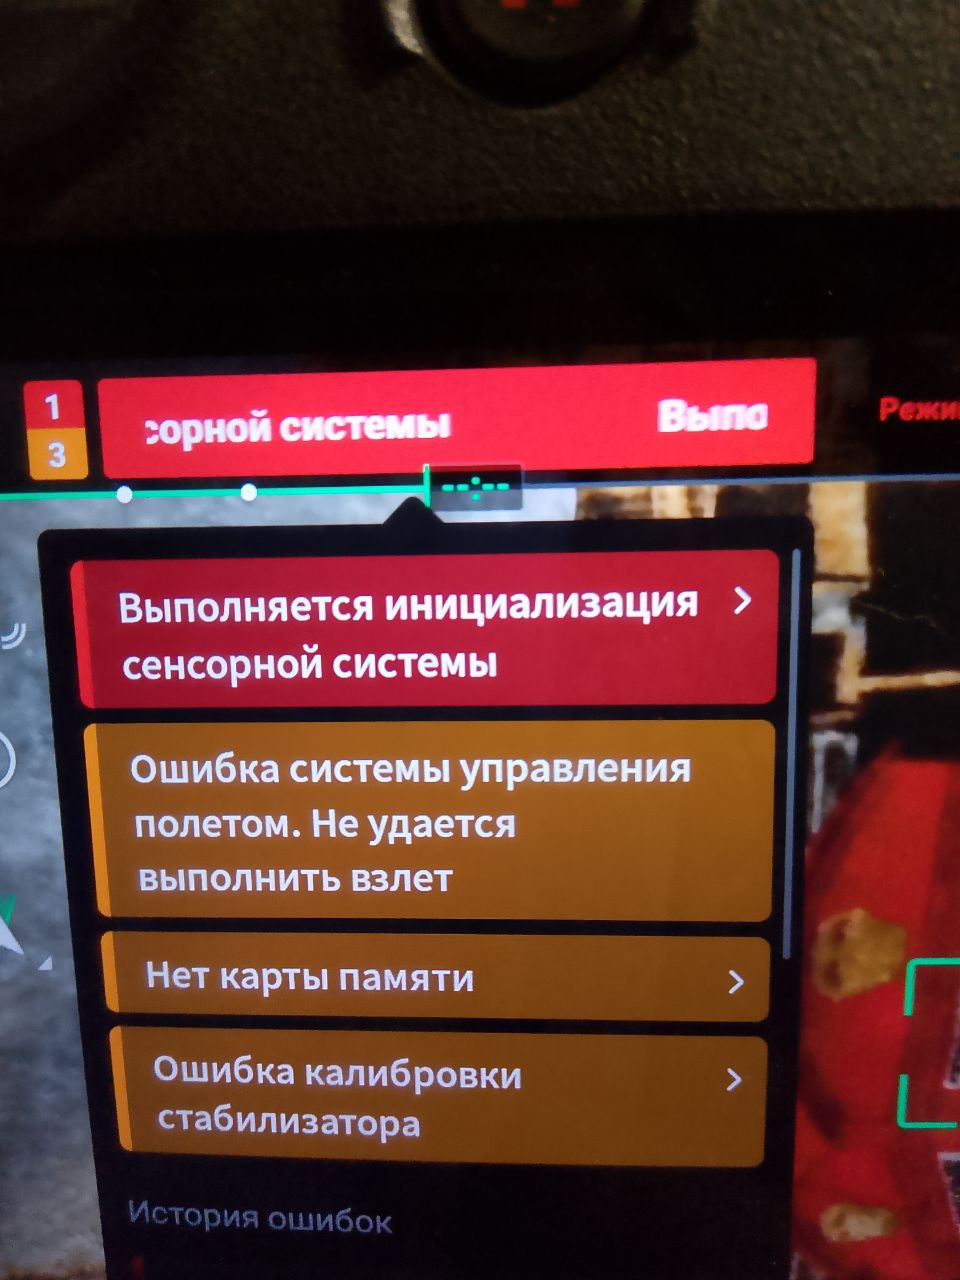 1
3
сорной системы
Выпо
Режи
Выполняется инициализация
сенсорной системы
Ошибка системы управления
полетом. Не удается
выполнить взлет
Нет карты памяти
Ошибка калибровки
стабилизатора
История ошибок